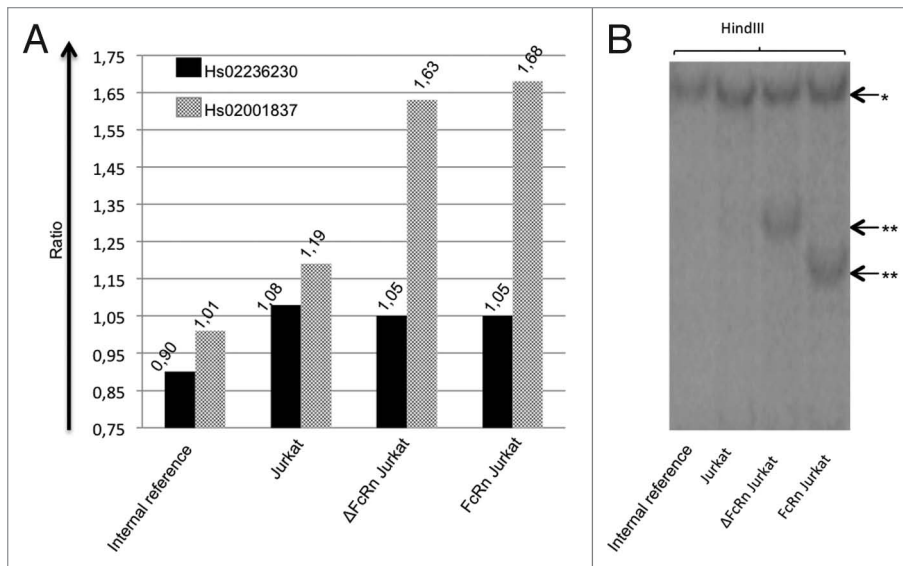 A
Ratio
1,75
1,65
1,55
1,45
1,35
1,25
1,15
1,05
0,95
0,85
0,75
Hs02236230
Hs02001837
0,90
1,01
1,08
1,19
1,05
1,63
1,05
1,68
Internal reference
Jurkat
ΔFcRn Jurkat
FcRn Jurkat
B
HindIII
*
**
**
Internal reference
Jurkat
ΔFcRn Jurkat
FcRn Jurkat